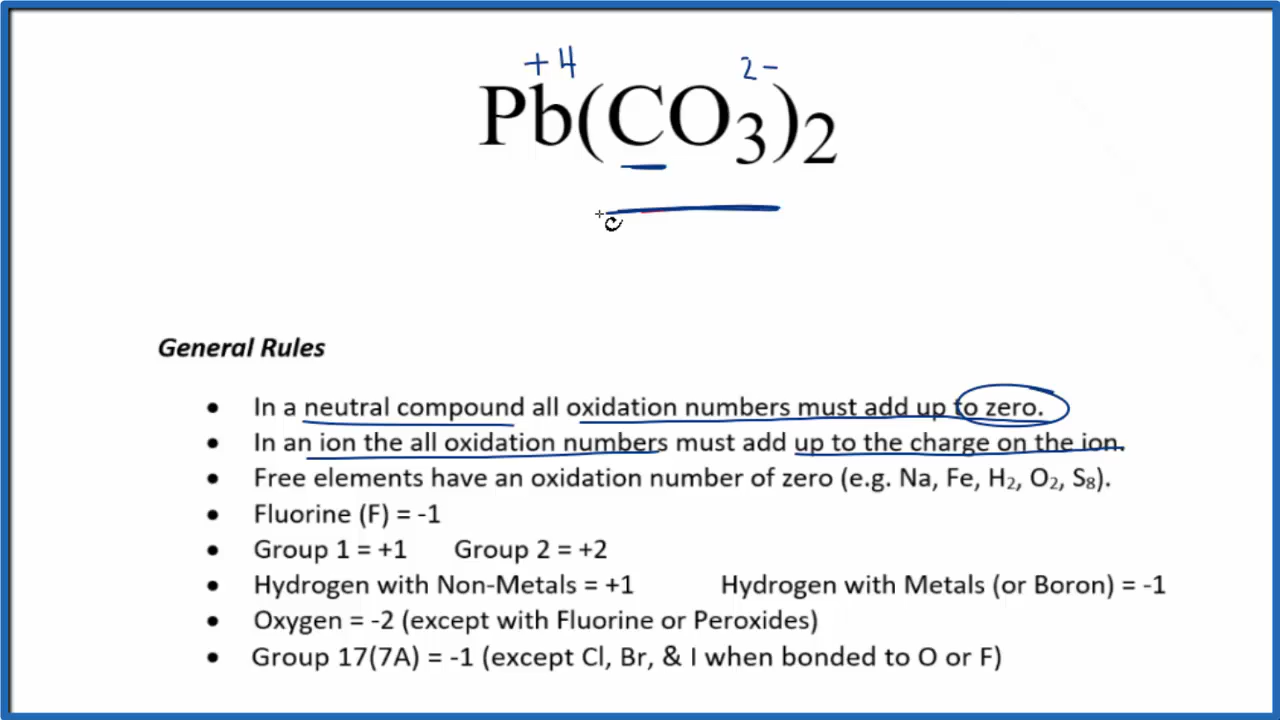 +4 2-
Pb(CO₃)₂
General Rules
• In a neutral compound all oxidation numbers must add up to zero.
• In an ion the all oxidation numbers must add up to the charge on the ion.
• Free elements have an oxidation number of zero (e.g. Na, Fe, H₂, O₂, S₈).
• Fluorine (F) = -1
• Group 1 = +1 Group 2 = +2
• Hydrogen with Non-Metals = +1 Hydrogen with Metals (or Boron) = -1
• Oxygen = -2 (except with Fluorine or Peroxides)
• Group 17(7A) = -1 (except Cl, Br, & I when bonded to O or F)